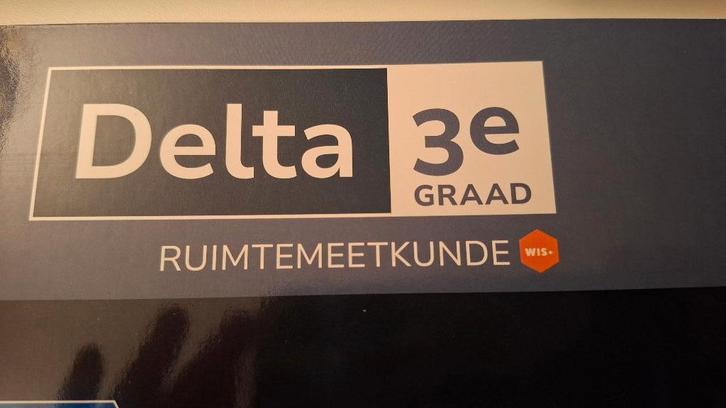 Delta 3e
GRAAD
RUIMTEMEETKUNDE WIS+